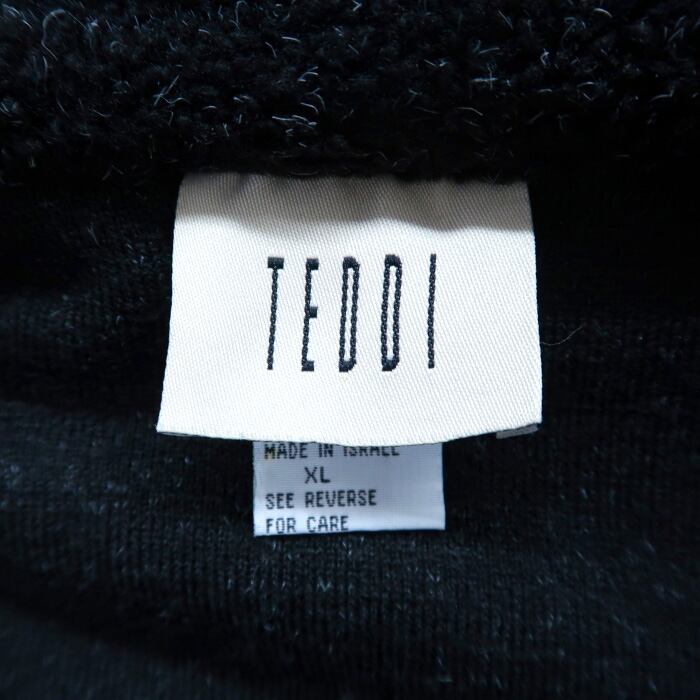 TEDDI
MADE IN ISRAEL
XL
SEE REVERSE
FOR CARE